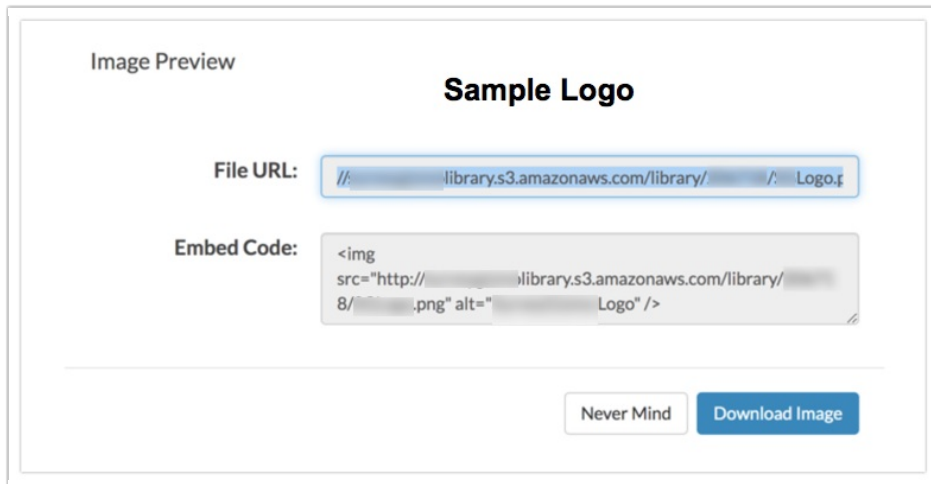 Image Preview
Sample Logo
File URL:
//: library.s3.amazonaws.com/library/ /: Logo.p
Embed Code:
<img
src="http:// library.s3.amazonaws.com/library/
8/ .png" alt=" Logo" />
Never Mind
Download Image